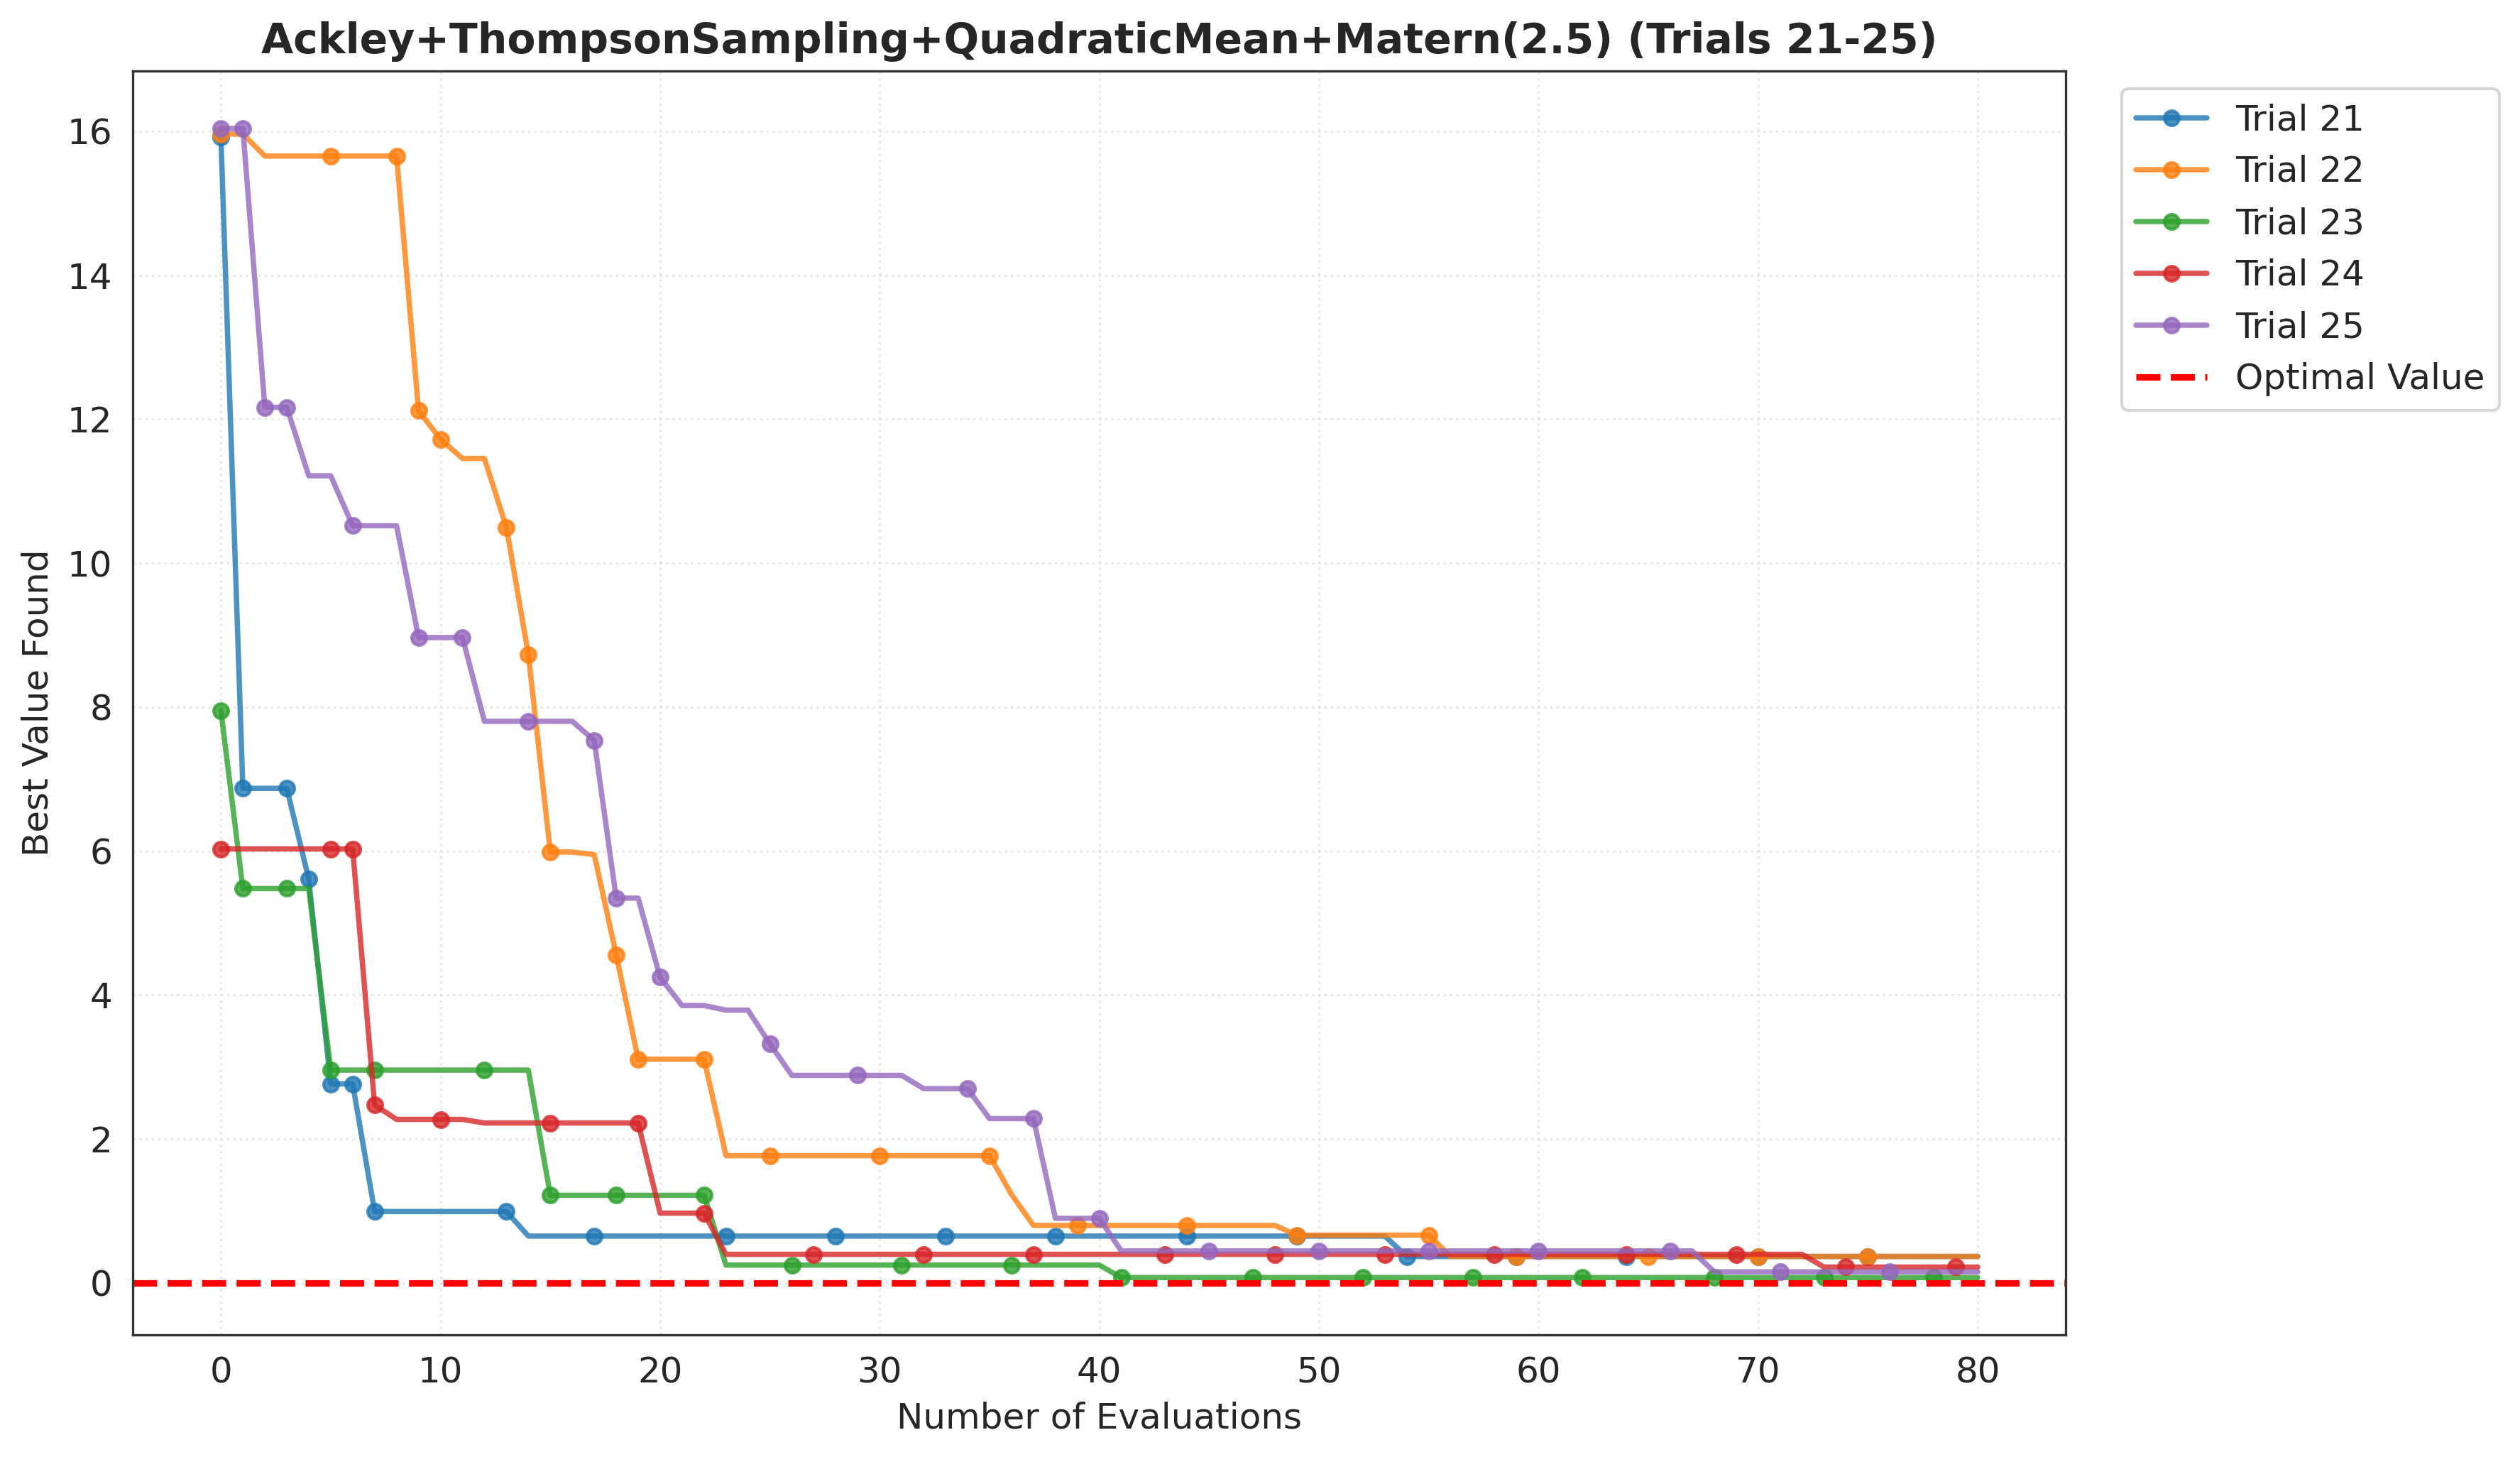 Ackley+ThompsonSampling+QuadraticMean+Matern(2.5) (Trials 21-25)
Best Value Found
16
14
12
10
8
6
4
2
0
0 10 20 30 40 50 60 70 80
Number of Evaluations
Trial 21
Trial 22
Trial 23
Trial 24
Trial 25
Optimal Value